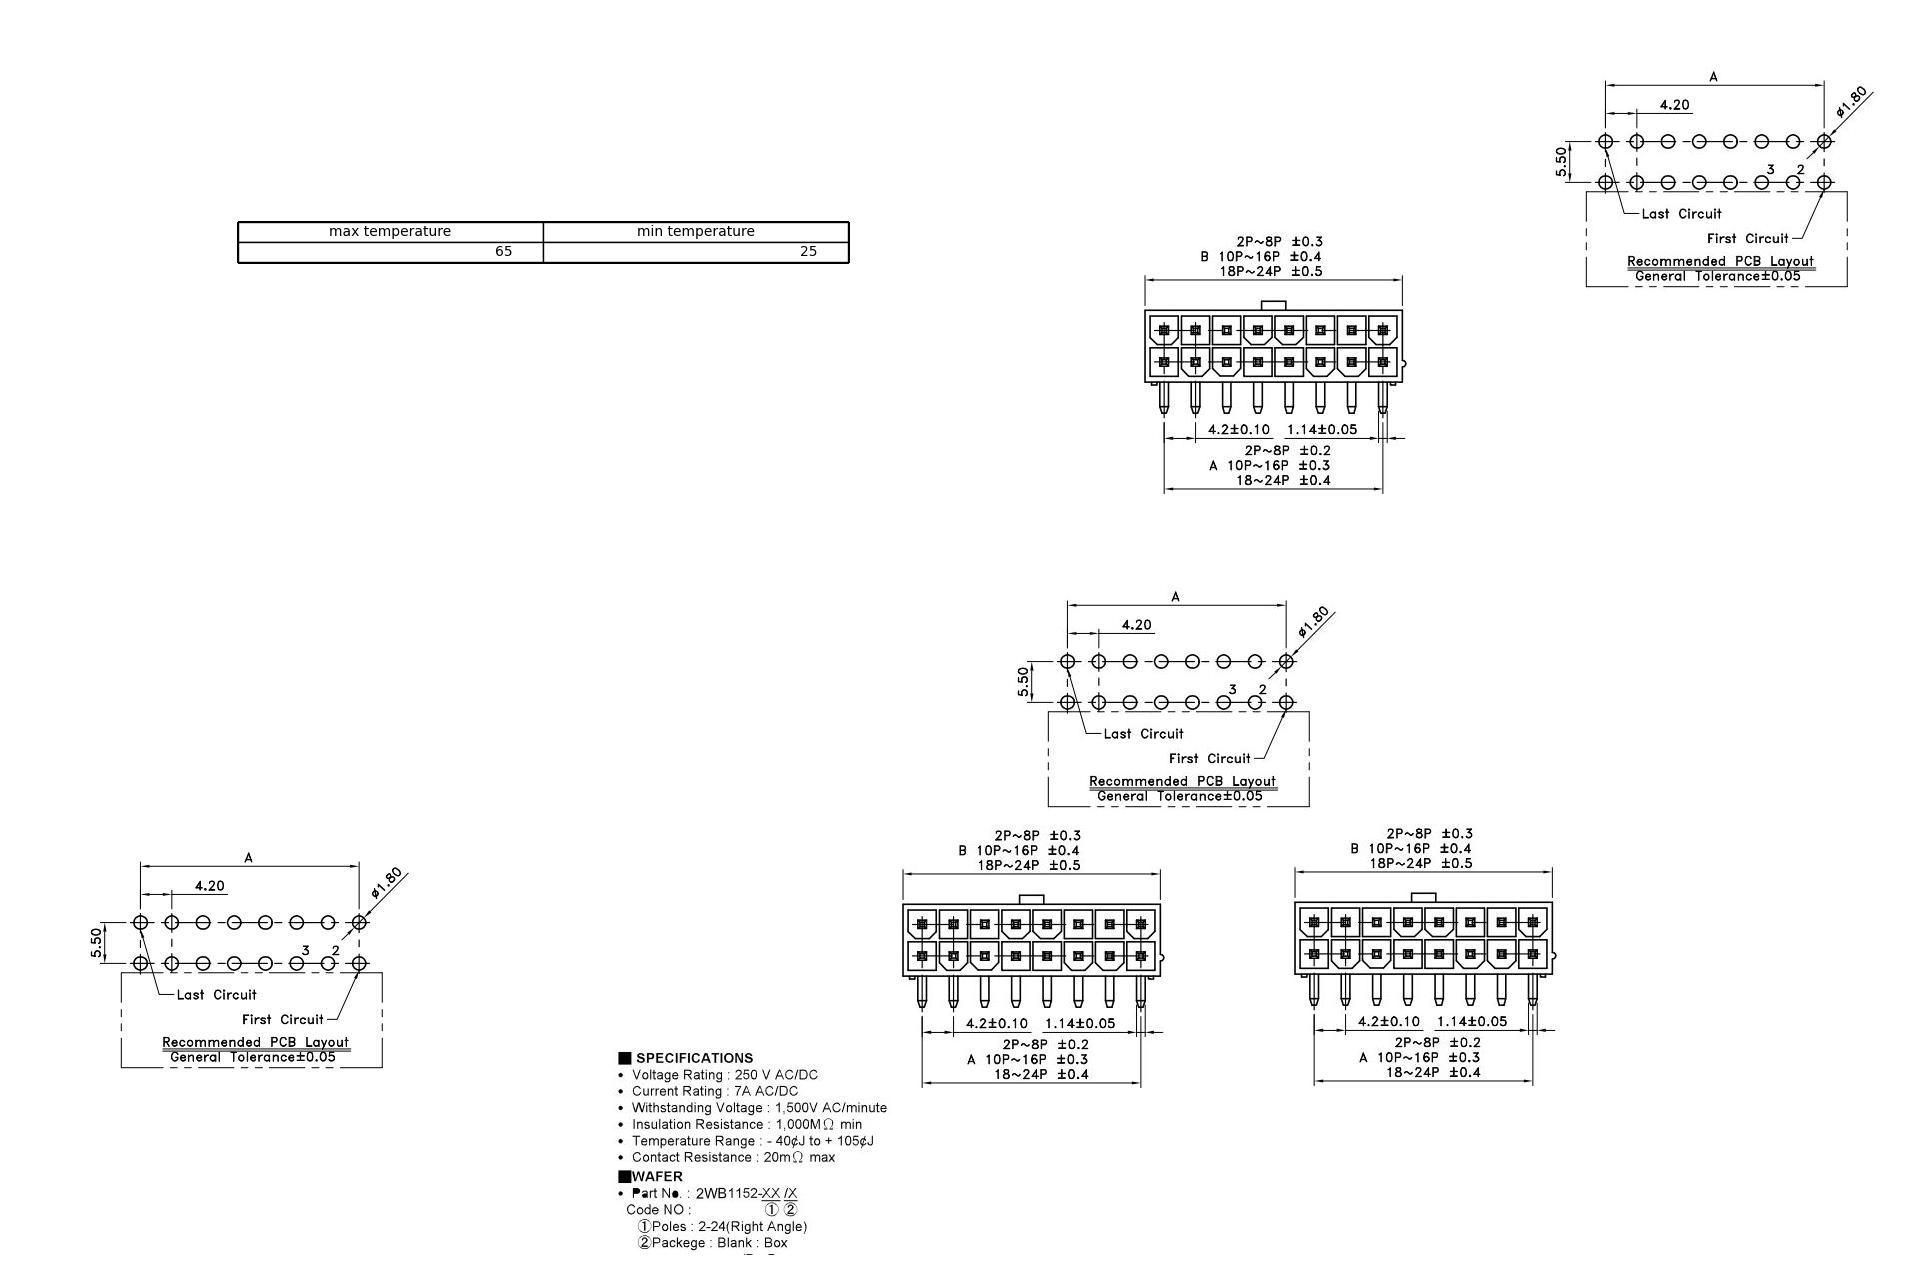 A
4.20
ø1.80
5.50
3 2
Last Circuit
First Circuit
Recommended PCB Layout
General Tolerance±0.05
max temperature min temperature
65 25
2P~8P ±0.3
B 10P~16P ±0.4
18P~24P ±0.5
4.2±0.10 1.14±0.05
2P~8P ±0.2
A 10P~16P ±0.3
18~24P ±0.4
A
4.20
ø1.80
5.50
3 2
Last Circuit
First Circuit
Recommended PCB Layout
General Tolerance±0.05
A
4.20
ø1.80
5.50
3 2
Last Circuit
First Circuit
Recommended PCB Layout
General Tolerance±0.05
2P~8P ±0.3
B 10P~16P ±0.4
18P~24P ±0.5
4.2±0.10 1.14±0.05
2P~8P ±0.2
A 10P~16P ±0.3
18~24P ±0.4
2P~8P ±0.3
B 10P~16P ±0.4
18P~24P ±0.5
4.2±0.10 1.14±0.05
2P~8P ±0.2
A 10P~16P ±0.3
18~24P ±0.4
■ SPECIFICATIONS
• Voltage Rating : 250 V AC/DC
• Current Rating : 7A AC/DC
• Withstanding Voltage : 1,500V AC/minute
• Insulation Resistance : 1,000MΩ min
• Temperature Range : - 40¢J to + 105¢J
• Contact Resistance : 20mΩ max
■WAFER
• Part No. : 2WB1152-XX /X
Code NO : ① ②
①Poles : 2-24(Right Angle)
②Packege : Blank : Box